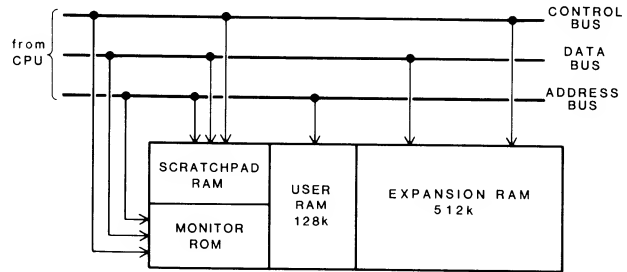 CONTROL
BUS
from
CPU
DATA
BUS
ADDRESS
BUS
SCRATCHPAD
RAM
MONITOR
ROM
USER
RAM
128k
EXPANSION RAM
512k